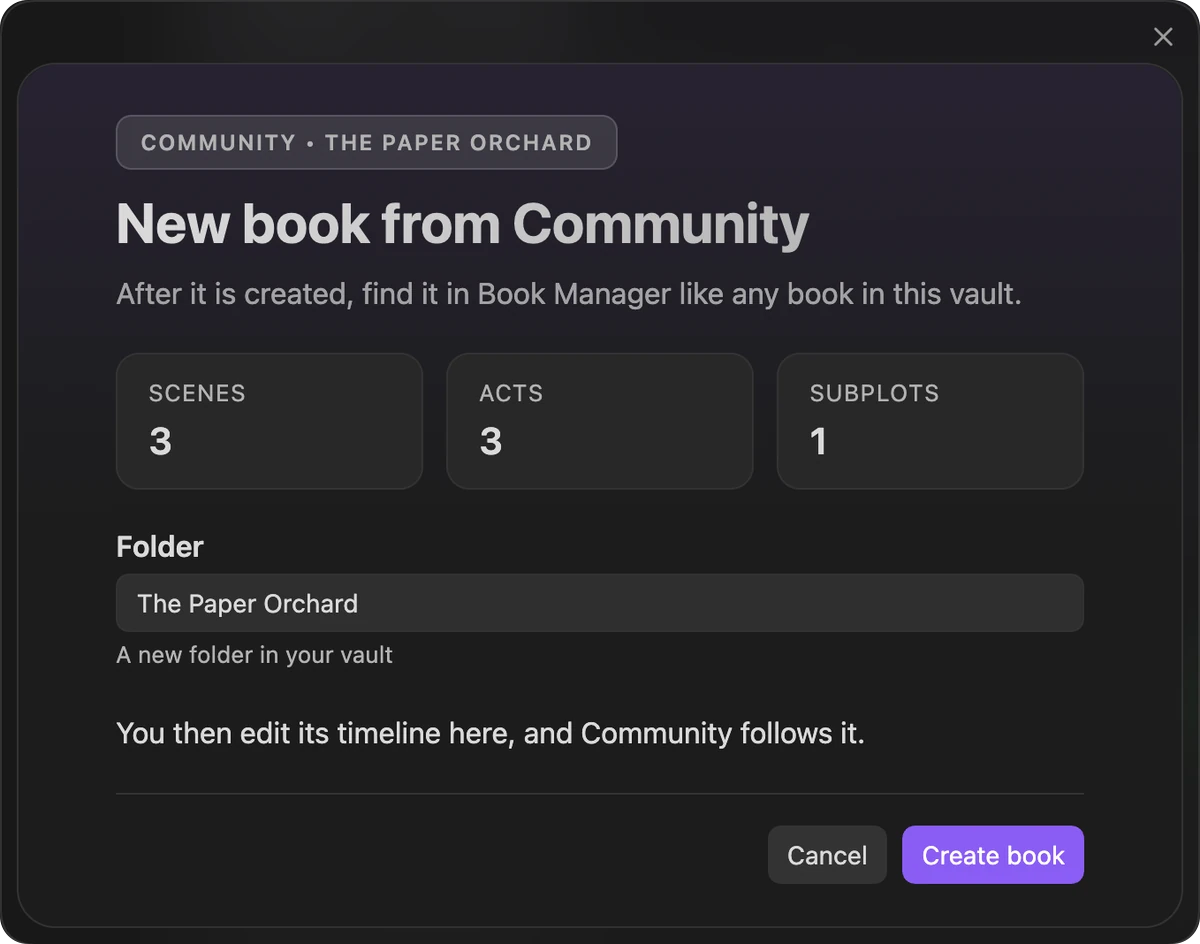 COMMUNITY • THE PAPER ORCHARD
New book from Community
After it is created, find it in Book Manager like any book in this vault.
SCENES
3
ACTS
3
SUBPLOTS
1
Folder
The Paper Orchard
A new folder in your vault
You then edit its timeline here, and Community follows it.
Cancel
Create book